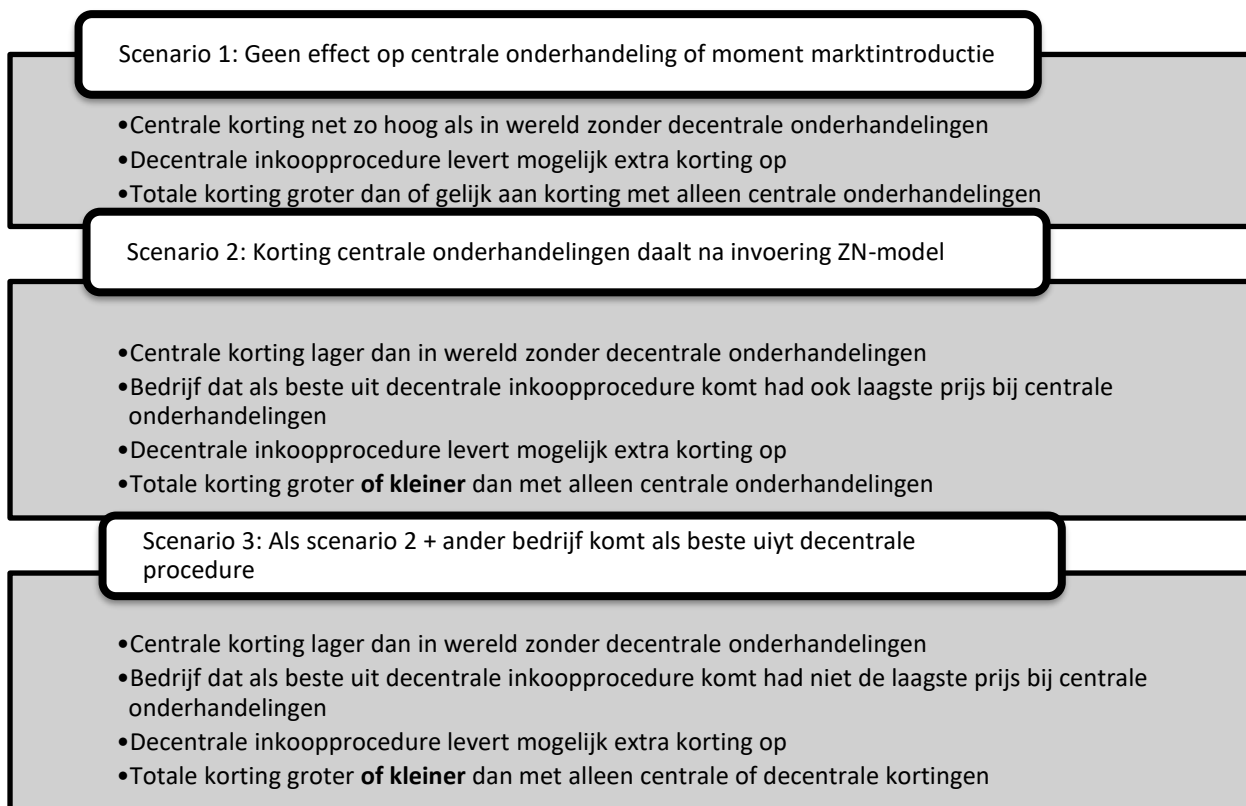 Scenario 1: Geen effect op centrale onderhandeling of moment marktintroductie
•Centrale korting net zo hoog als in wereld zonder decentrale onderhandelingen
•Decentrale inkoopprocedure levert mogelijk extra korting op
•Totale korting groter dan of gelijk aan korting met alleen centrale onderhandelingen
Scenario 2: Korting centrale onderhandelingen daalt na invoering ZN-model
•Centrale korting lager dan in wereld zonder decentrale onderhandelingen
•Bedrijf dat als beste uit decentrale inkoopprocedure komt had ook laagste prijs bij centrale
onderhandelingen
•Decentrale inkoopprocedure levert mogelijk extra korting op
•Totale korting groter of kleiner dan met alleen centrale onderhandelingen
Scenario 3: Als scenario 2 + ander bedrijf komt als beste uiyt decentrale
procedure
•Centrale korting lager dan in wereld zonder decentrale onderhandelingen
•Bedrijf dat als beste uit decentrale inkoopprocedure komt had niet de laagste prijs bij centrale
onderhandelingen
•Decentrale inkoopprocedure levert mogelijk extra korting op
•Totale korting groter of kleiner dan met alleen centrale of decentrale kortingen